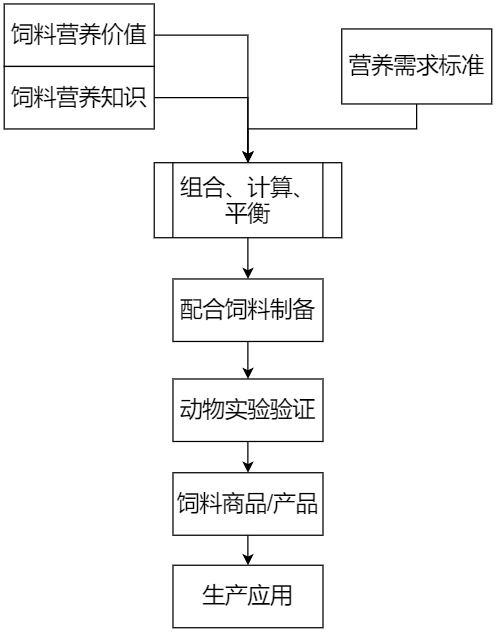 饲料营养价值
营养需求标准
饲料营养知识
组合、计算、
平衡
配合饲料制备
动物实验验证
饲料商品/产品
生产应用